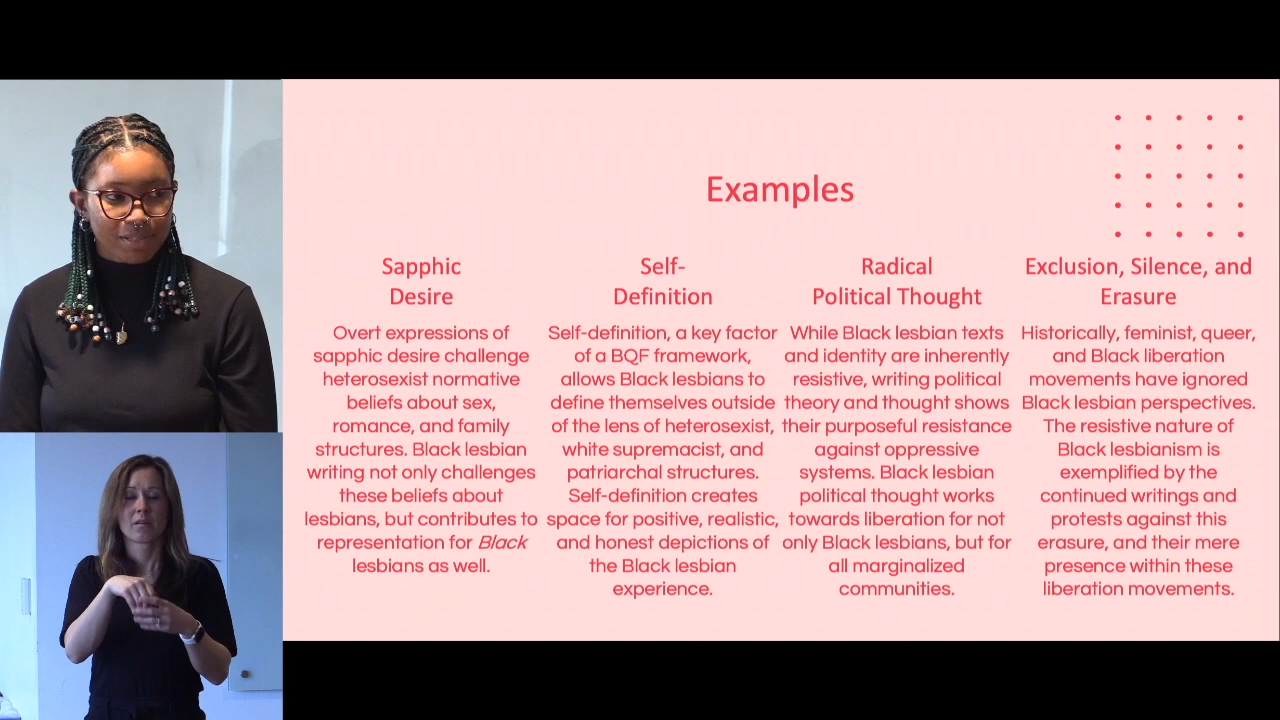 Examples
Sapphic
Desire
Overt expressions of
sapphic desire challenge
heterosexist normative
beliefs about sex,
romance, and family
structures. Black lesbian
writing not only challenges
these beliefs about
lesbians, but contributes to
representation for Black
lesbians as well.
Self-
Definition
Self-definition, a key factor
of a BQF framework,
allows Black lesbians to
define themselves outside
of the lens of heterosexist,
white supremacist, and
patriarchal structures.
Self-definition creates
space for positive, realistic,
and honest depictions of
the Black lesbian
experience.
Radical
Political Thought
While Black lesbian texts
and identity are inherently
resistive, writing political
theory and thought shows
their purposeful resistance
against oppressive
systems. Black lesbian
political thought works
towards liberation for not
only Black lesbians, but for
all marginalized
communities.
Exclusion, Silence, and
Erasure
Historically, feminist, queer,
and Black liberation
movements have ignored
Black lesbian perspectives.
The resistive nature of
Black lesbianism is
exemplified by the
continued writings and
protests against this
erasure, and their mere
presence within these
liberation movements.